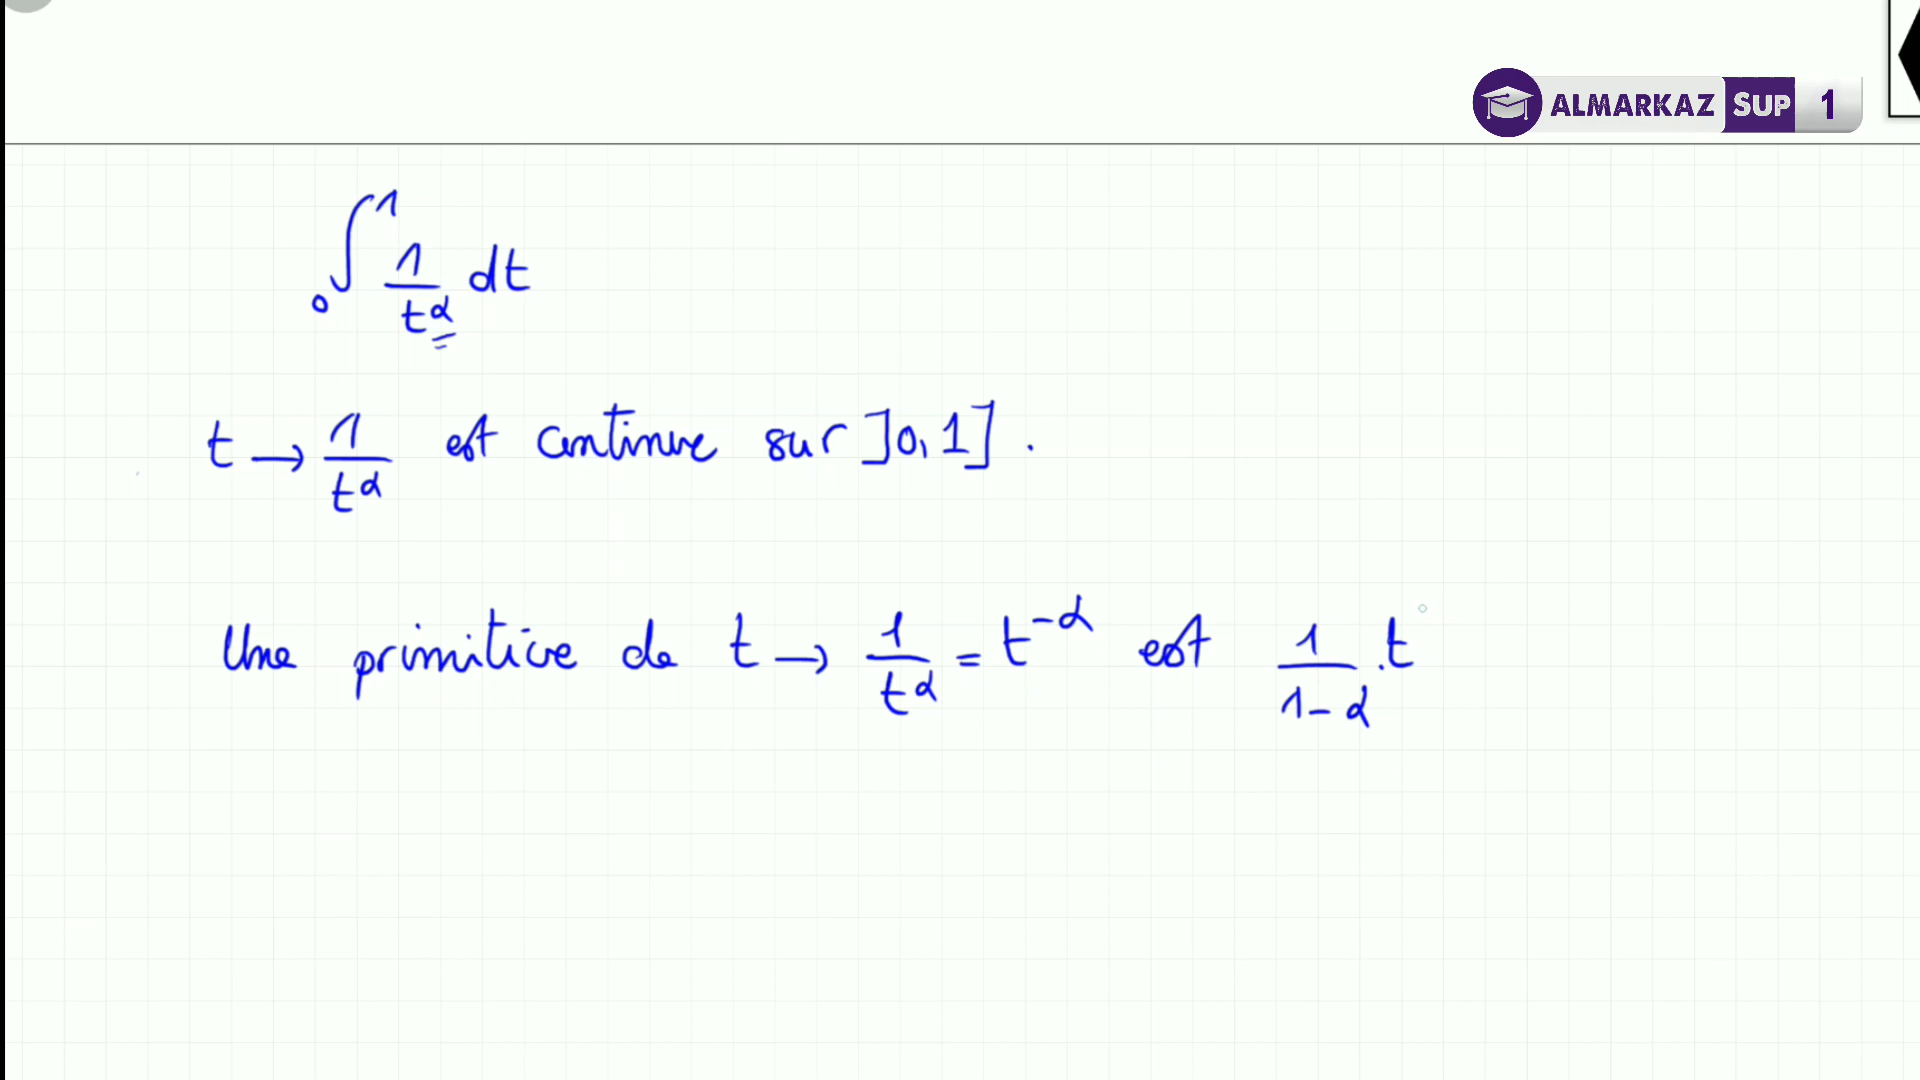 ALMARKAZ SUP 1
∫₀¹ 1/t^α dt
t → 1/t^α est continue sur ]0, 1].
Une primitive de t → 1/t^α = t^-α est 1/(1-α) . t